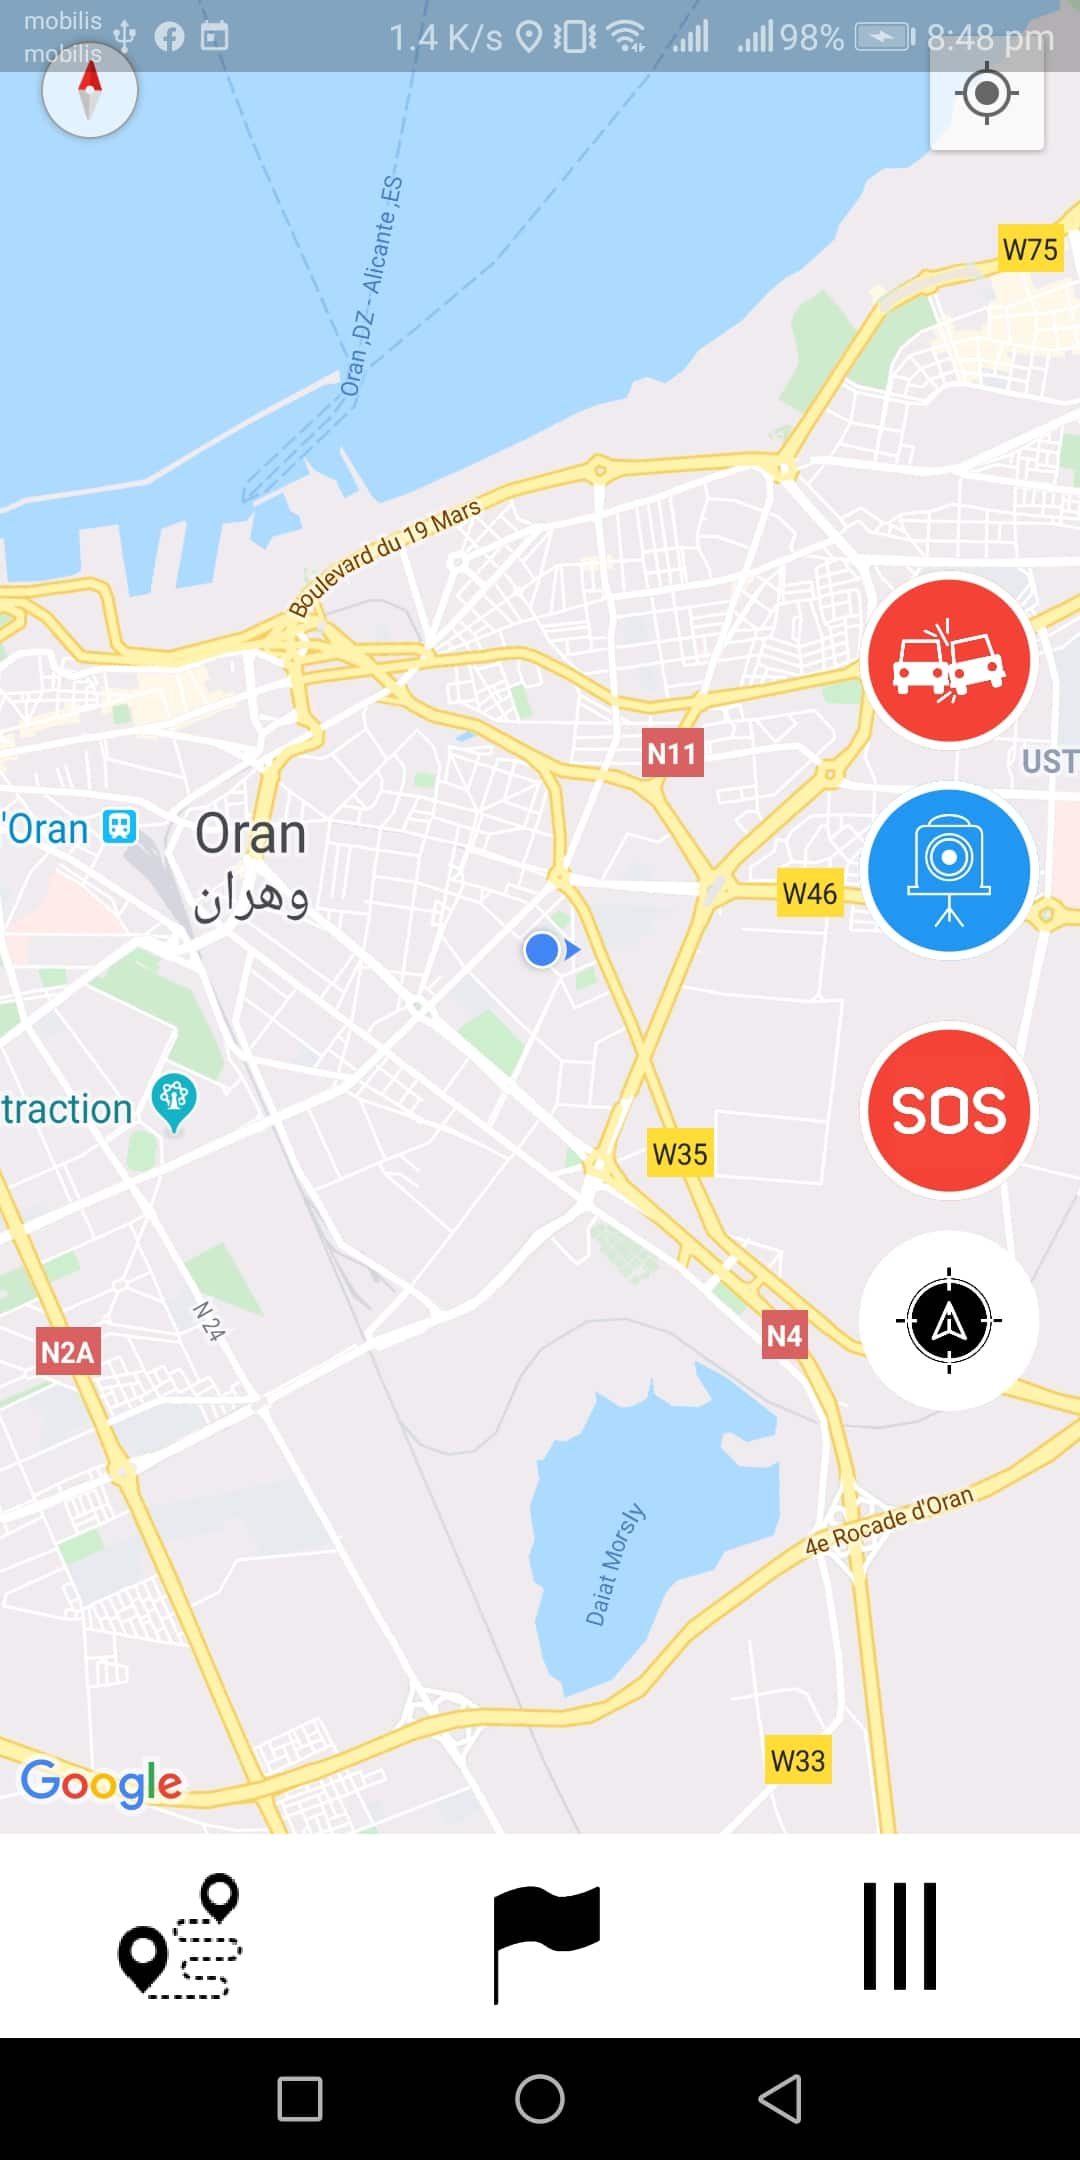 mobilis
mobilis
1.4 K/s
98%
8:48 pm
Oran ,DZ - Alicante ,ES
W75
Boulevard du 19 Mars
N11
UST
'Oran
Oran
وهران
W46
traction
SOS
W35
N 24
N4
N2A
4e Rocade d'Oran
Daiat Morsly
W33
Google